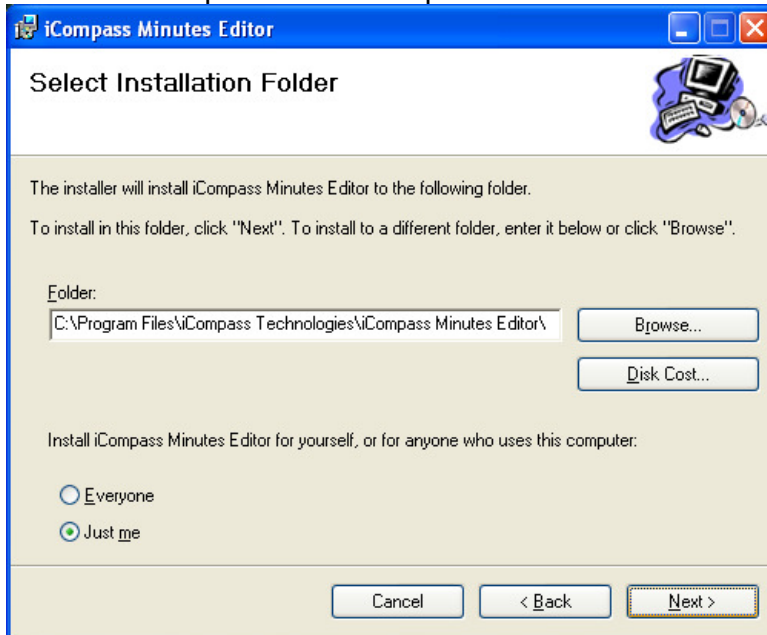 iCompass Minutes Editor
Select Installation Folder
The installer will install iCompass Minutes Editor to the following folder.
To install in this folder, click "Next". To install to a different folder, enter it below or click "Browse".
Folder:
C:\Program Files\iCompass Technologies\iCompass Minutes Editor\
Browse...
Disk Cost...
Install iCompass Minutes Editor for yourself, or for anyone who uses this computer:
Everyone
Just me
Cancel
< Back
Next >